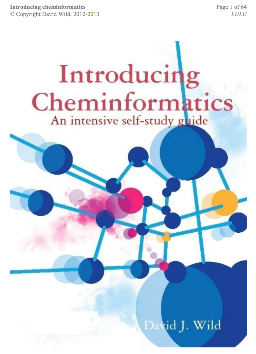 Introducing cheminformatics
Page 1 of 64
© Copyright David Wild, 2012-2013
LULU
Introducing
Cheminformatics
An intensive self-study guide
David J. Wild